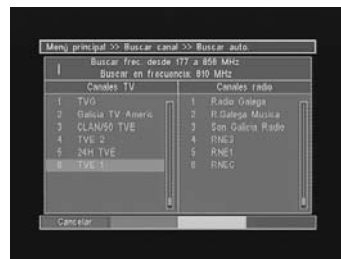 Menú principal >> Buscar canal >> Buscar auto.
Buscar frec. desde 177 a 858 MHz
Buscar en frecuencia: 810 MHz
Canales TV
Canales radio
1 TVG
2 Galicia TV Americ
3 CLAN/50 TVE
4 TVE 2
5 24H TVE
6 TVE 1
1 Radio Galega
2 R.Galega Musica
3 Son Galicia Radio
4 RNE3
5 RNE1
6 RNEC
Cancelar